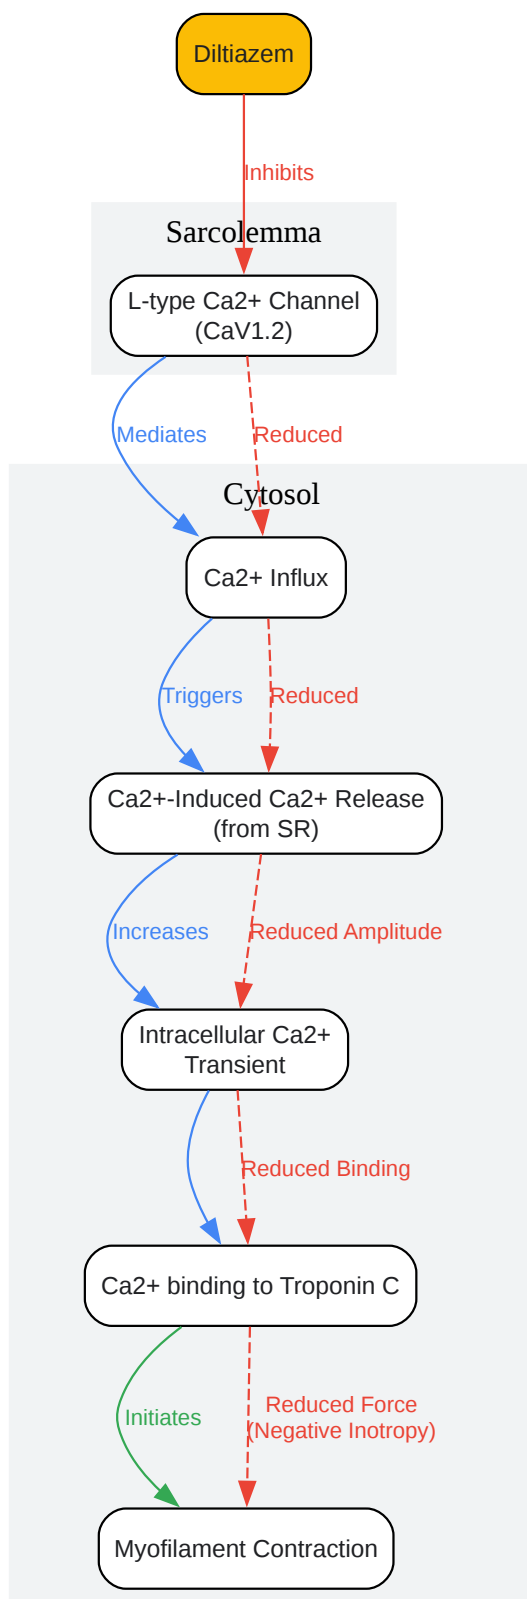 Diltiazem
Inhibits
Sarcolemma
L-type Ca2+ Channel
(CaV1.2)
Mediates
Reduced
Cytosol
Ca2+ Influx
Triggers
Reduced
Ca2+-Induced Ca2+ Release
(from SR)
Increases
Reduced Amplitude
Intracellular Ca2+
Transient
Reduced Binding
Ca2+ binding to Troponin C
Initiates
Reduced Force
(Negative Inotropy)
Myofilament Contraction